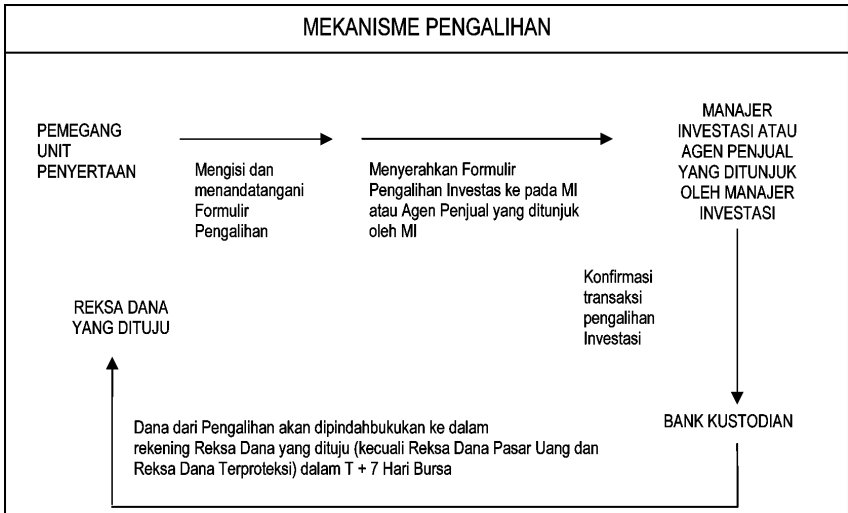 MEKANISME PENGALIHAN
PEMEGANG
UNIT
PENYERTAAN
Mengisi dan
menandatangani
Formulir
Pengalihan
Menyerahkan Formulir
Pengalihan Investas ke pada MI
atau Agen Penjual yang ditunjuk
oleh MI
MANAJER
INVESTASI ATAU
AGEN PENJUAL
YANG DITUNJUK
OLEH MANAJER
INVESTASI
Konfirmasi
transaksi
pengalihan
Investasi
BANK KUSTODIAN
Dana dari Pengalihan akan dipindahbukukan ke dalam
rekening Reksa Dana yang dituju (kecuali Reksa Dana Pasar Uang dan
Reksa Dana Terproteksi) dalam T + 7 Hari Bursa
REKSA DANA
YANG DITUJU